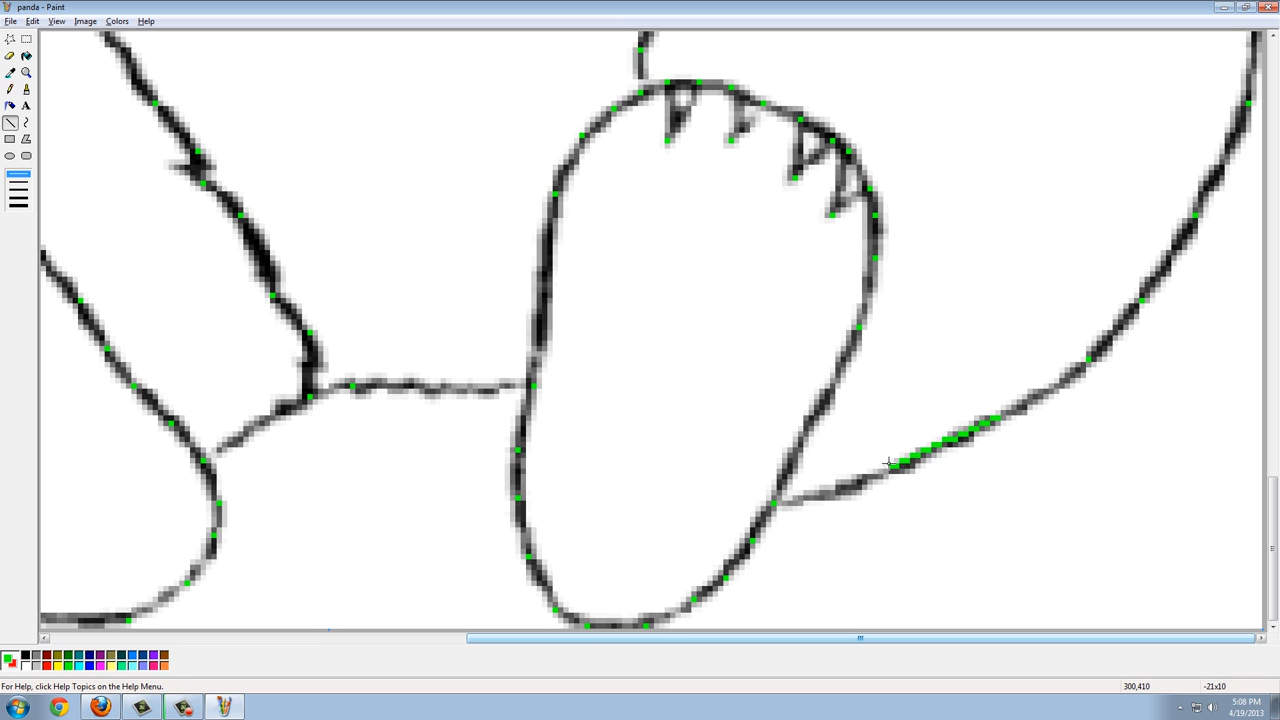 panda - Paint
File Edit View Image Colors Help
A
For Help, click Help Topics on the Help Menu.
300,410
-21x10
5:08 PM
4/19/2013